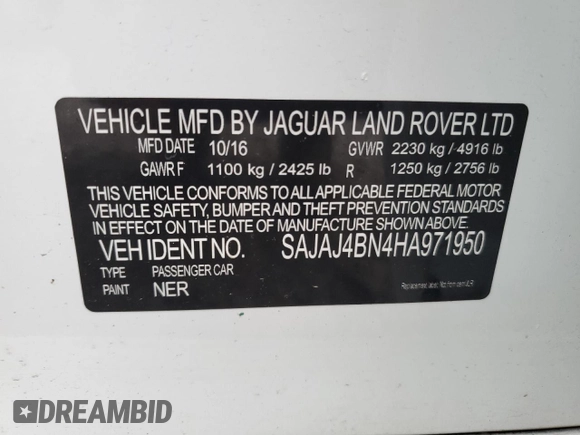 VEHICLE MFD BY JAGUAR LAND ROVER LTD
MFD DATE 10/16 GVWR 2230 kg / 4916 lb
GAWR F 1100 kg / 2425 lb R 1250 kg / 2756 lb
THIS VEHICLE CONFORMS TO ALL APPLICABLE FEDERAL MOTOR
VEHICLE SAFETY, BUMPER AND THEFT PREVENTION STANDARDS
IN EFFECT ON THE DATE OF MANUFACTURE SHOWN ABOVE.
VEH IDENT NO. SAJAJ4BN4HA971950
TYPE PASSENGER CAR
PAINT NER
Replacement label.
DREAMBID